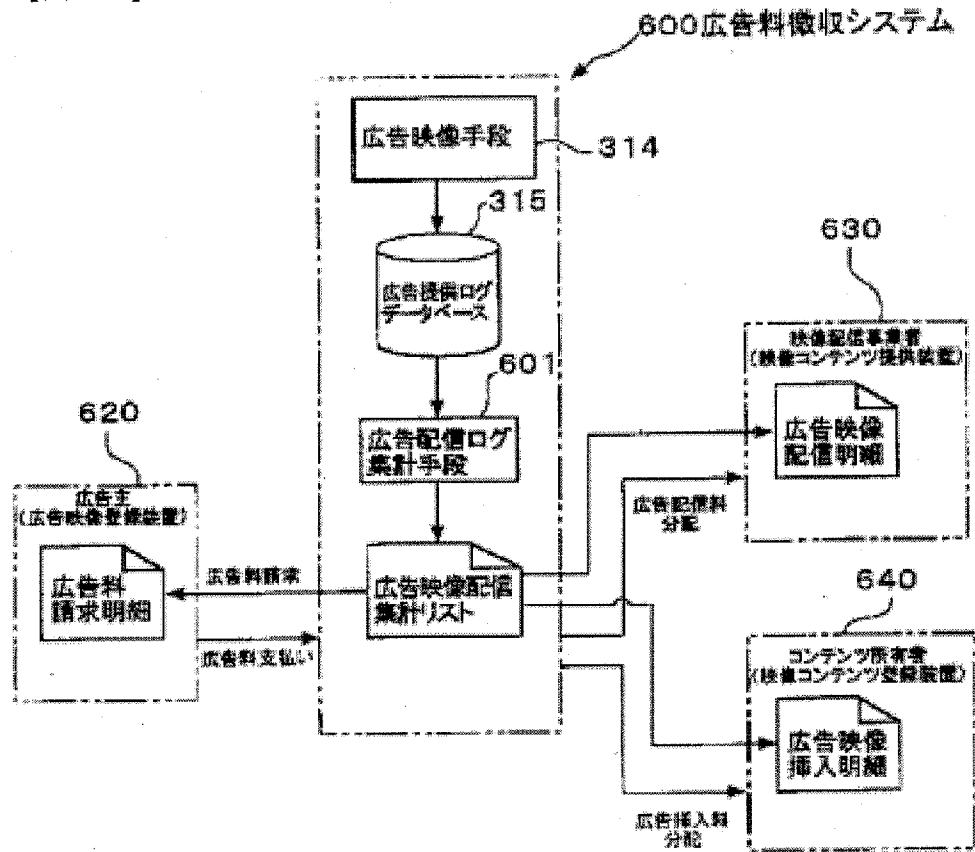 600広告料徴収システム
広告映像手段
314
315
広告提供ログ
データベース
630
映像配信事業者
(映像コンテンツ提供装置)
601
広告映像
配信明細
620
広告配信ログ
集計手段
広告主
(広告映像登録装置)
広告配信料
分配
広告料
請求明細
広告料請求
広告映像配信
集計リスト
640
広告料支払い
コンテンツ所有者
(映像コンテンツ登録装置)
広告映像
挿入明細
広告挿入料
分配